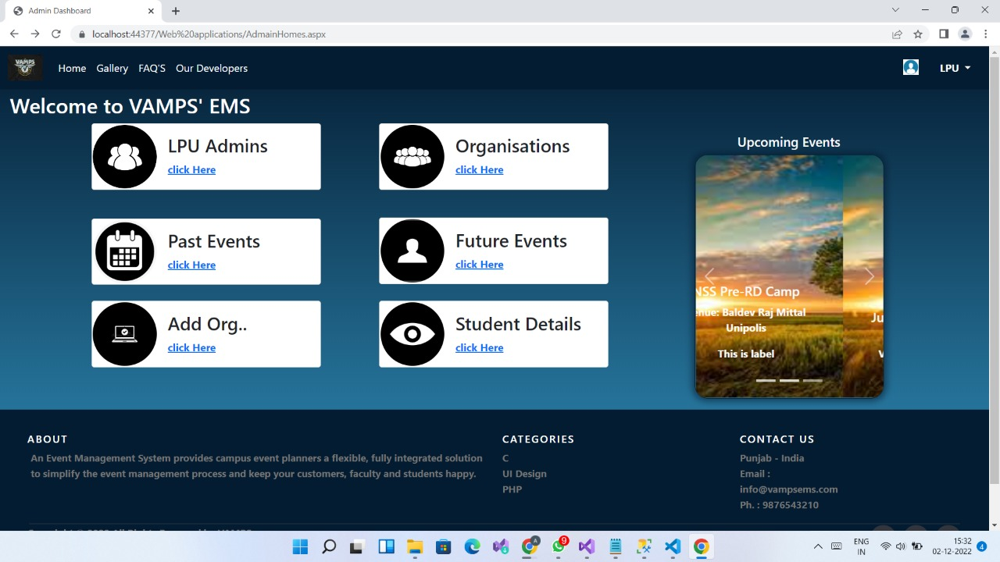 Admin Dashboard
localhost:44377/Web%20applications/AdmainHomes.aspx
VAMPS
Home Gallery FAQ'S Our Developers
LPU
Welcome to VAMPS' EMS
LPU Admins
click Here
Organisations
click Here
Past Events
click Here
Future Events
click Here
Add Org..
click Here
Student Details
click Here
Upcoming Events
NSS Pre-RD Camp
Baldev Raj Mittal
Unipolis
This is label
Ju
V
ABOUT
An Event Management System provides campus event planners a flexible, fully integrated solution
to simplify the event management process and keep your customers, faculty and students happy.
CATEGORIES
C
UI Design
PHP
CONTACT US
Punjab - India
Email :
info@vampsems.com
Ph. : 9876543210
A
9
ENG
IN
15:32
02-12-2022
4